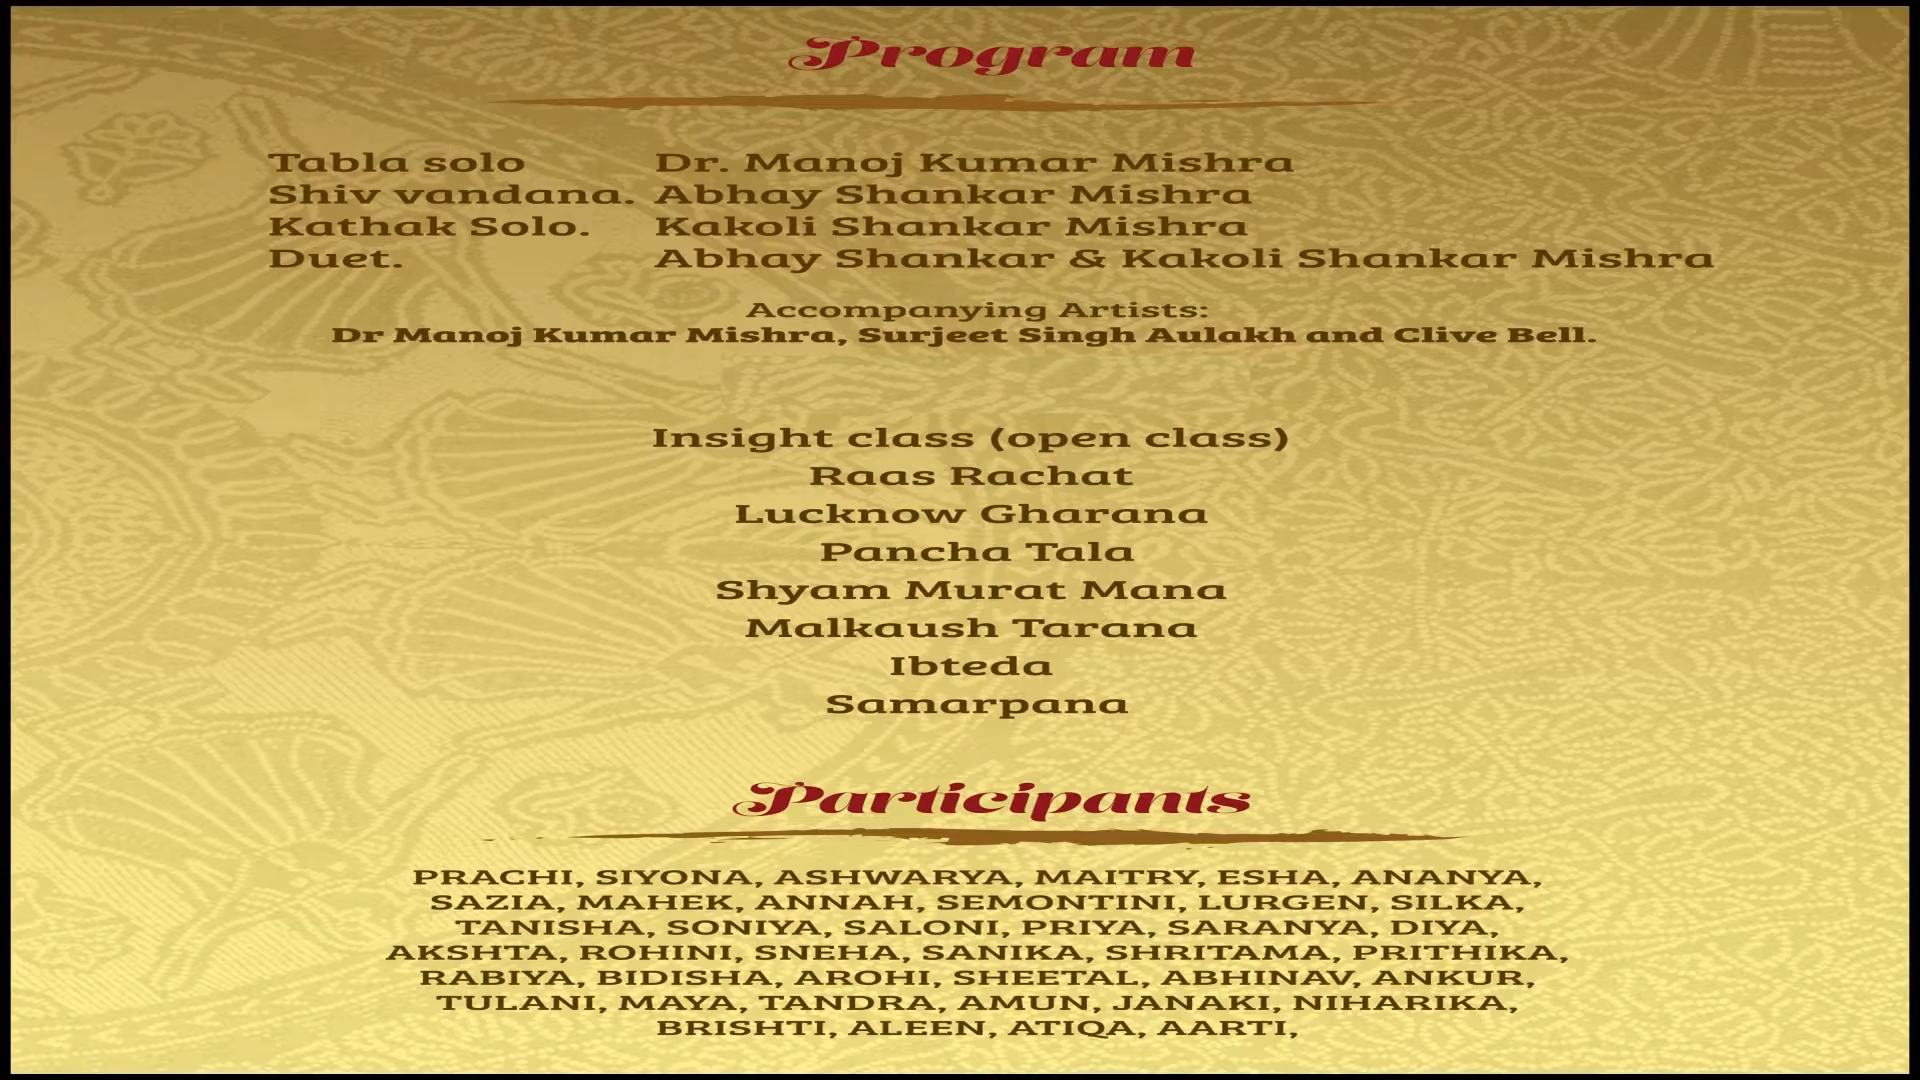 Program
Tabla solo Dr. Manoj Kumar Mishra
Shiv vandana. Abhay Shankar Mishra
Kathak Solo. Kakoli Shankar Mishra
Duet. Abhay Shankar & Kakoli Shankar Mishra
Accompanying Artists:
Dr Manoj Kumar Mishra, Surjeet Singh Aulakh and Clive Bell.
Insight class (open class)
Raas Rachat
Lucknow Gharana
Pancha Tala
Shyam Murat Mana
Malkaush Tarana
Ibteda
Samarpana
Participants
PRACHI, SIYONA, ASHWARYA, MAITRY, ESHA, ANANYA,
SAZIA, MAHEK, ANNAH, SEMONTINI, LURGEN, SILKA,
TANISHA, SONIYA, SALONI, PRIYA, SARANYA, DIYA,
AKSHTA, ROHINI, SNEHA, SANIKA, SHRITAMA, PRITHIKA,
RABIYA, BIDISHA, AROHI, SHEETAL, ABHINAV, ANKUR,
TULANI, MAYA, TANDRA, AMUN, JANAKI, NIHARIKA,
BRISHTI, ALEEN, ATIQA, AARTI,